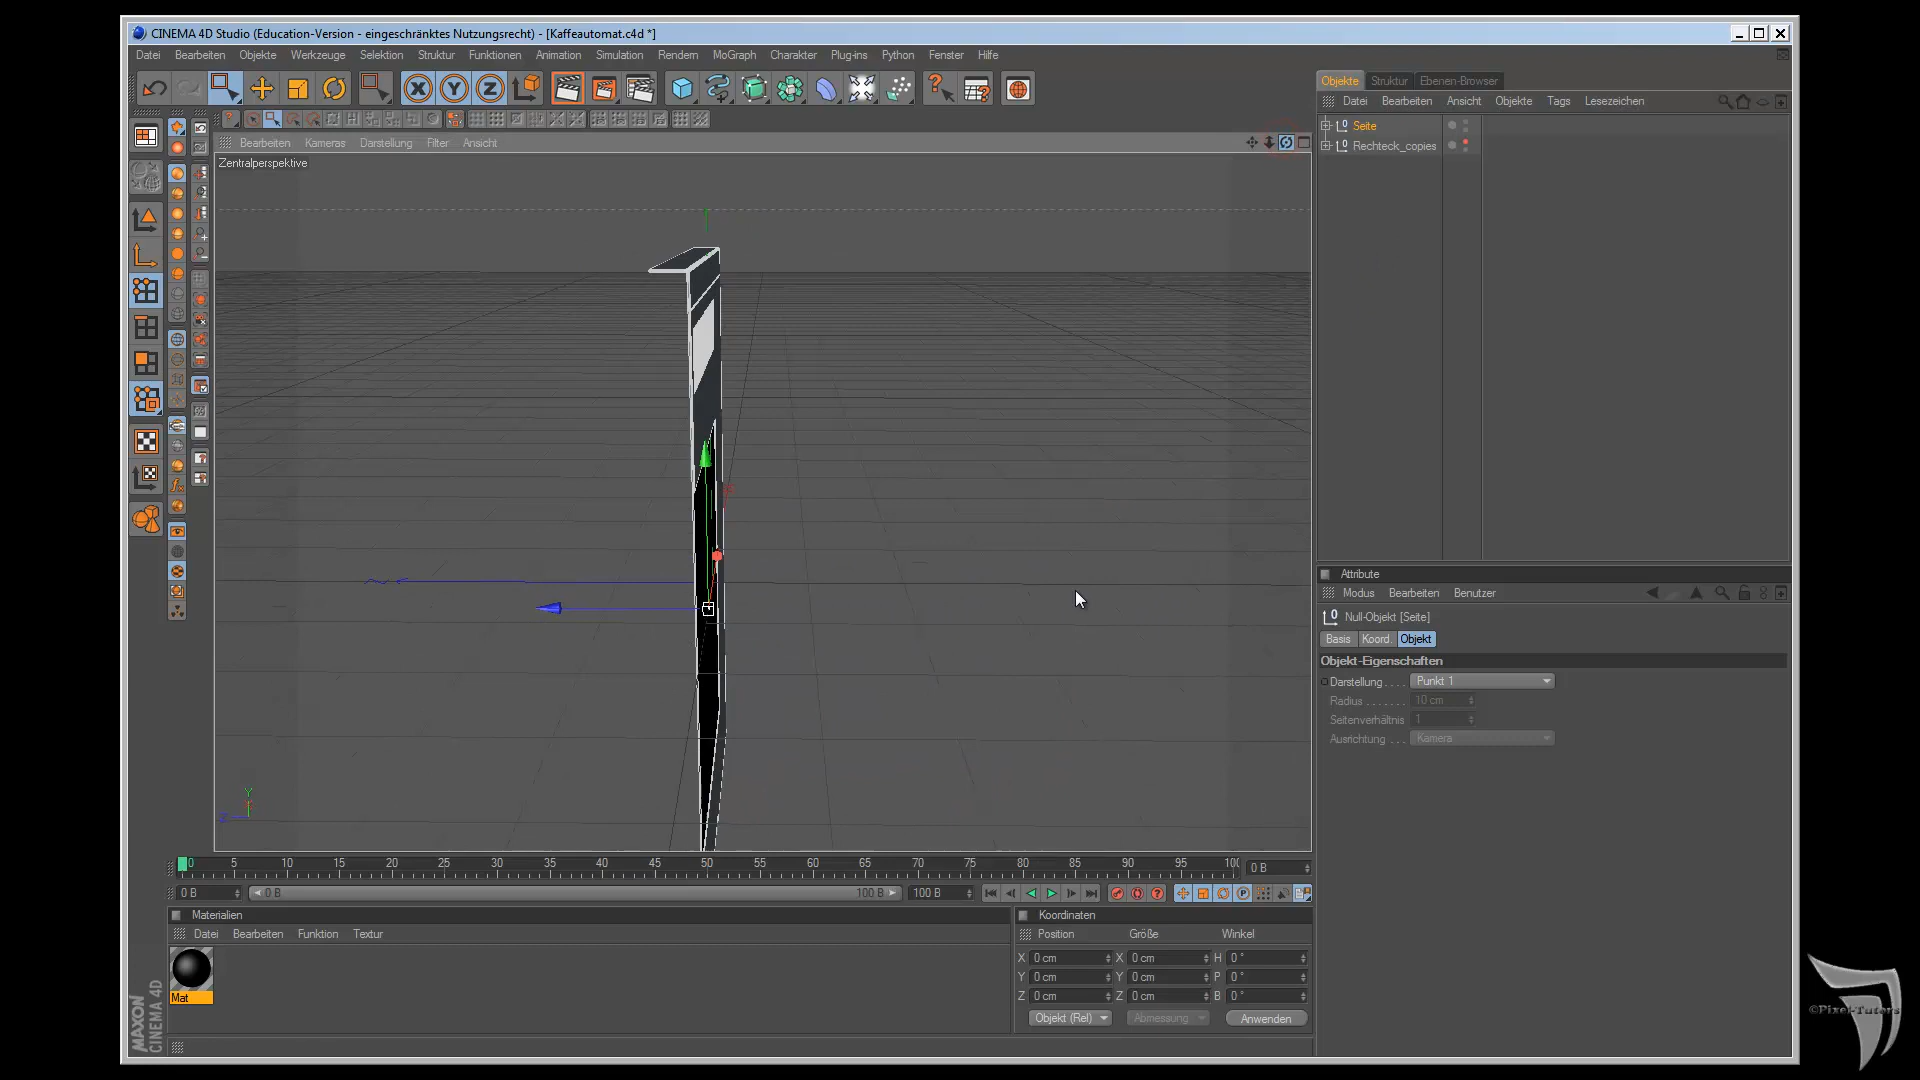 CINEMA 4D Studio (Education-Version - eingeschränktes Nutzungsrecht) - [Kaffeautomat.c4d *]
Datei Bearbeiten Objekte Werkzeuge Selektion Struktur Funktionen Animation Simulation Rendern MoGraph Charakter Plug-ins Python Fenster Hilfe
X Y Z
Objekte Struktur Ebenen-Browser
Datei Bearbeiten Ansicht Objekte Tags Lesezeichen
Seite
Rechteck_copies
Bearbeiten Kameras Darstellung Filter Ansicht
Zentralperspektive
Y
Z
Attribute
Modus Bearbeiten Benutzer
Null-Objekt [Seite]
Basis Koord. Objekt
Objekt-Eigenschaften
Darstellung . . . . Punkt 1
Radius . . . . . . . 10 cm
Seitenverhältnis 1
Ausrichtung . . . Kamera
0 5 10 15 20 25 30 35 40 45 50 55 60 65 70 75 80 85 90 95 100 0 B
0 B 0 B 100 B 100 B
Materialien
Datei Bearbeiten Funktion Textur
Mat
Koordinaten
Position Größe Winkel
X 0 cm X 0 cm H 0 °
Y 0 cm Y 0 cm P 0 °
Z 0 cm Z 0 cm B 0 °
Objekt (Rel) Abmessung Anwenden
MAXON
CINEMA 4D
©Pixel-Tutors